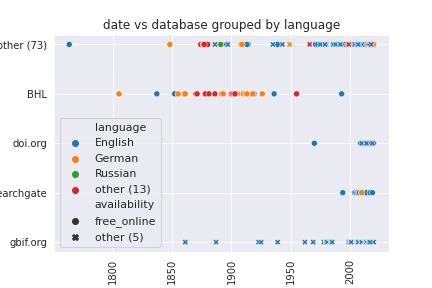 date vs database grouped by language
other (73)
BHL
doi.org
earchgate
gbif.org
language
English
German
Russian
other (13)
availability
free_online
other (5)
1800
1850
1900
1950
2000